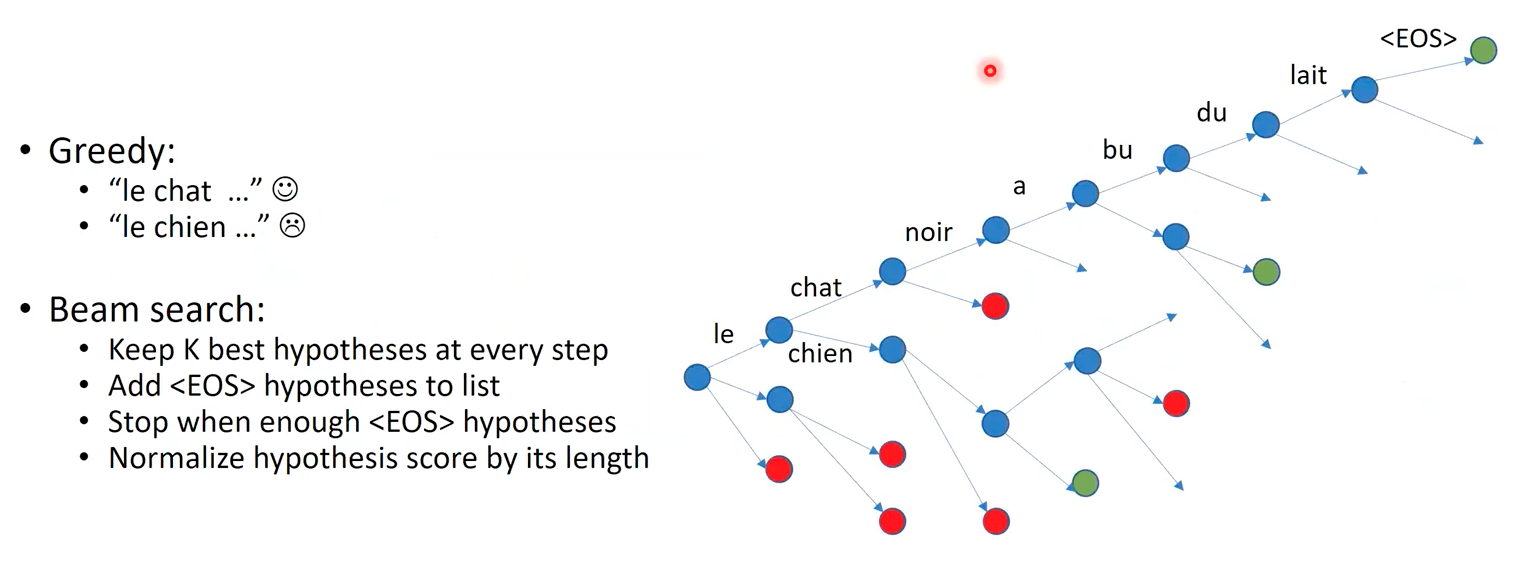 • Greedy:
• “le chat ...” ☺
• “le chien ...” ☹
• Beam search:
• Keep K best hypotheses at every step
• Add <EOS> hypotheses to list
• Stop when enough <EOS> hypotheses
• Normalize hypothesis score by its length
le
chat
chien
noir
a
bu
du
lait
<EOS>